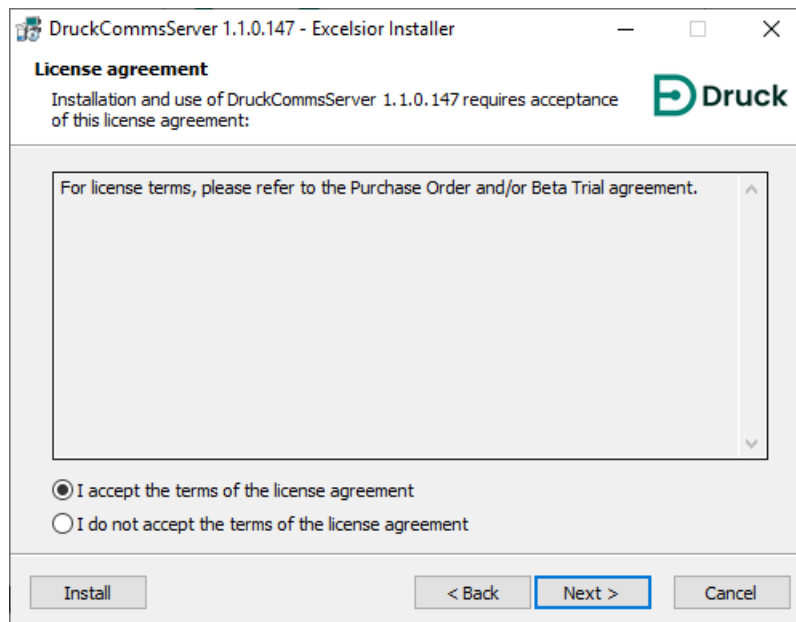 DruckCommsServer 1.1.0.147 - Excelsior Installer
License agreement
Installation and use of DruckCommsServer 1.1.0.147 requires acceptance
of this license agreement:
Druck
For license terms, please refer to the Purchase Order and/or Beta Trial agreement.
I accept the terms of the license agreement
I do not accept the terms of the license agreement
Install
< Back
Next >
Cancel